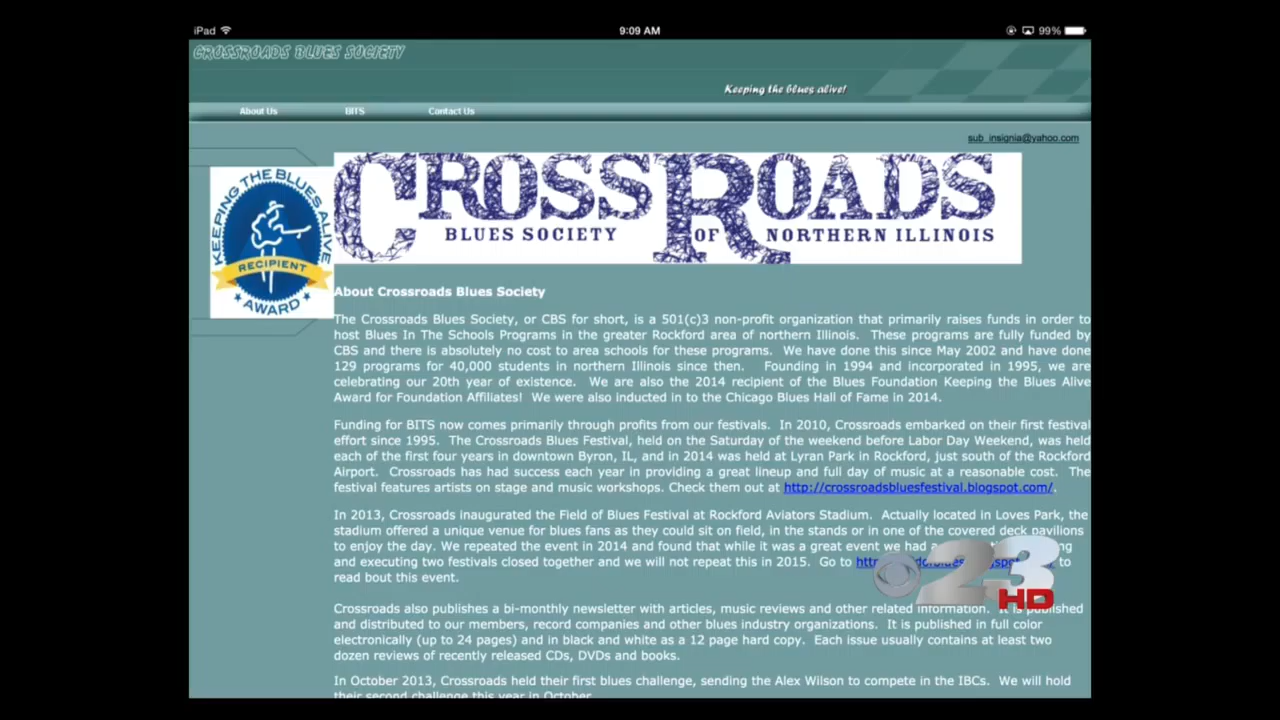 iPad
9:09 AM
99%
CROSSROADS BLUES SOCIETY
Keeping the blues alive!
About Us
BITS
Contact Us
sub_insignia@yahoo.com
KEEPING THE BLUES ALIVE
RECIPIENT
AWARD
CROSSROADS
BLUES SOCIETY OF NORTHERN ILLINOIS
About Crossroads Blues Society
The Crossroads Blues Society, or CBS for short, is a 501(c)3 non-profit organization that primarily raises funds in order to
host Blues In The Schools Programs in the greater Rockford area of northern Illinois. These programs are fully funded by
CBS and there is absolutely no cost to area schools for these programs. We have done this since May 2002 and have done
129 programs for 40,000 students in northern Illinois since then. Founding in 1994 and incorporated in 1995, we are
celebrating our 20th year of existence. We are also the 2014 recipient of the Blues Foundation Keeping the Blues Alive
Award for Foundation Affiliates! We were also inducted in to the Chicago Blues Hall of Fame in 2014.
Funding for BITS now comes primarily through profits from our festivals. In 2010, Crossroads embarked on their first festival
effort since 1995. The Crossroads Blues Festival, held on the Saturday of the weekend before Labor Day Weekend, was held
each of the first four years in downtown Byron, IL, and in 2014 was held at Lyran Park in Rockford, just south of the Rockford
Airport. Crossroads has had success each year in providing a great lineup and full day of music at a reasonable cost. The
festival features artists on stage and music workshops. Check them out at http://crossroadsbluesfestival.blogspot.com/.
In 2013, Crossroads inaugurated the Field of Blues Festival at Rockford Aviators Stadium. Actually located in Loves Park, the
stadium offered a unique venue for blues fans as they could sit on field, in the stands or in one of the covered deck pavilions
to enjoy the day. We repeated the event in 2014 and found that while it was a great event we had a
and executing two festivals closed together and we will not repeat this in 2015. Go to to
read bout this event.
23
HD
Crossroads also publishes a bi-monthly newsletter with articles, music reviews and other related information. It is published
and distributed to our members, record companies and other blues industry organizations. It is published in full color
electronically (up to 24 pages) and in black and white as a 12 page hard copy. Each issue usually contains at least two
dozen reviews of recently released CDs, DVDs and books.
In October 2013, Crossroads held their first blues challenge, sending the Alex Wilson to compete in the IBCs. We will hold
their second challenge this year in October.